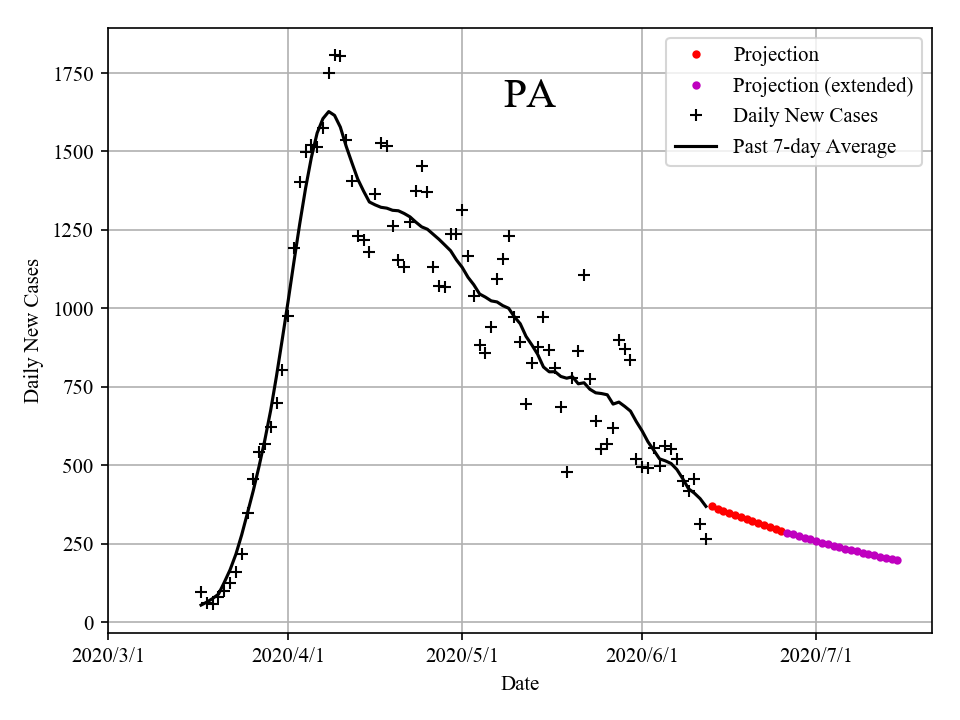 PA
Projection
Projection (extended)
Daily New Cases
Past 7-day Average
Daily New Cases
1750
1500
1250
1000
750
500
250
0
2020/3/1 2020/4/1 2020/5/1 2020/6/1 2020/7/1
Date